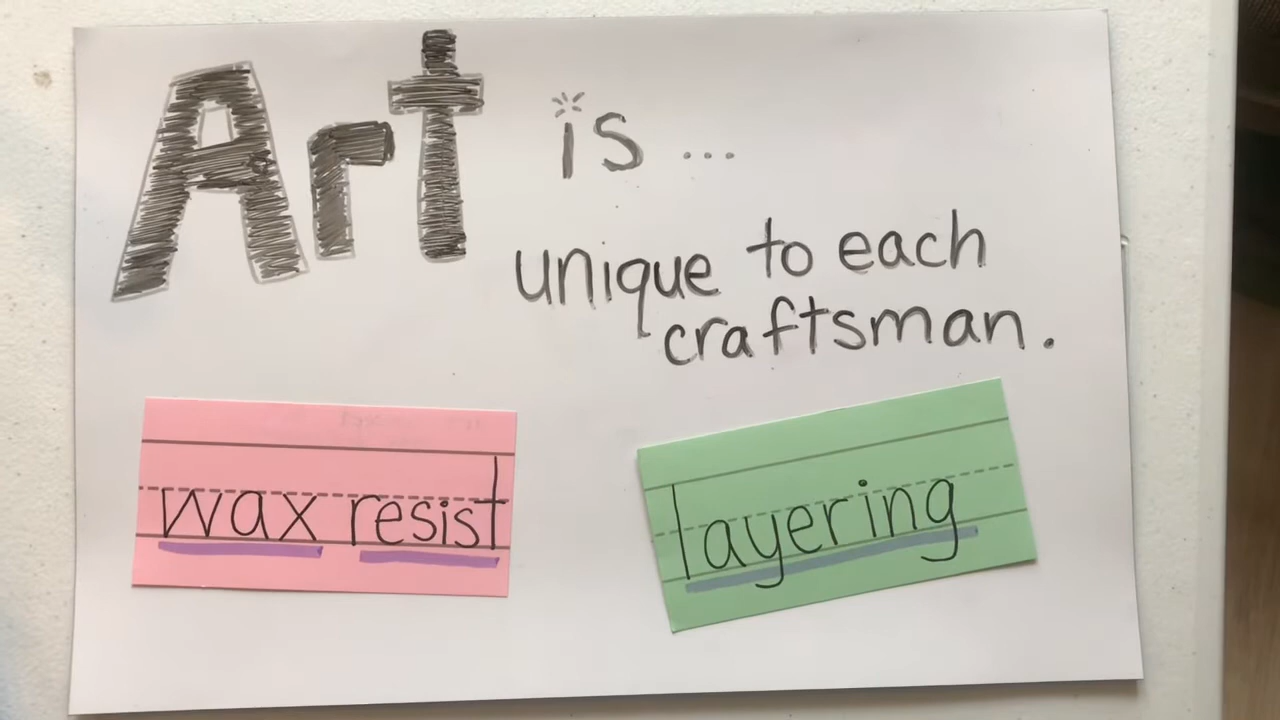 Art is...
unique to each
craftsman.
wax resist
layering